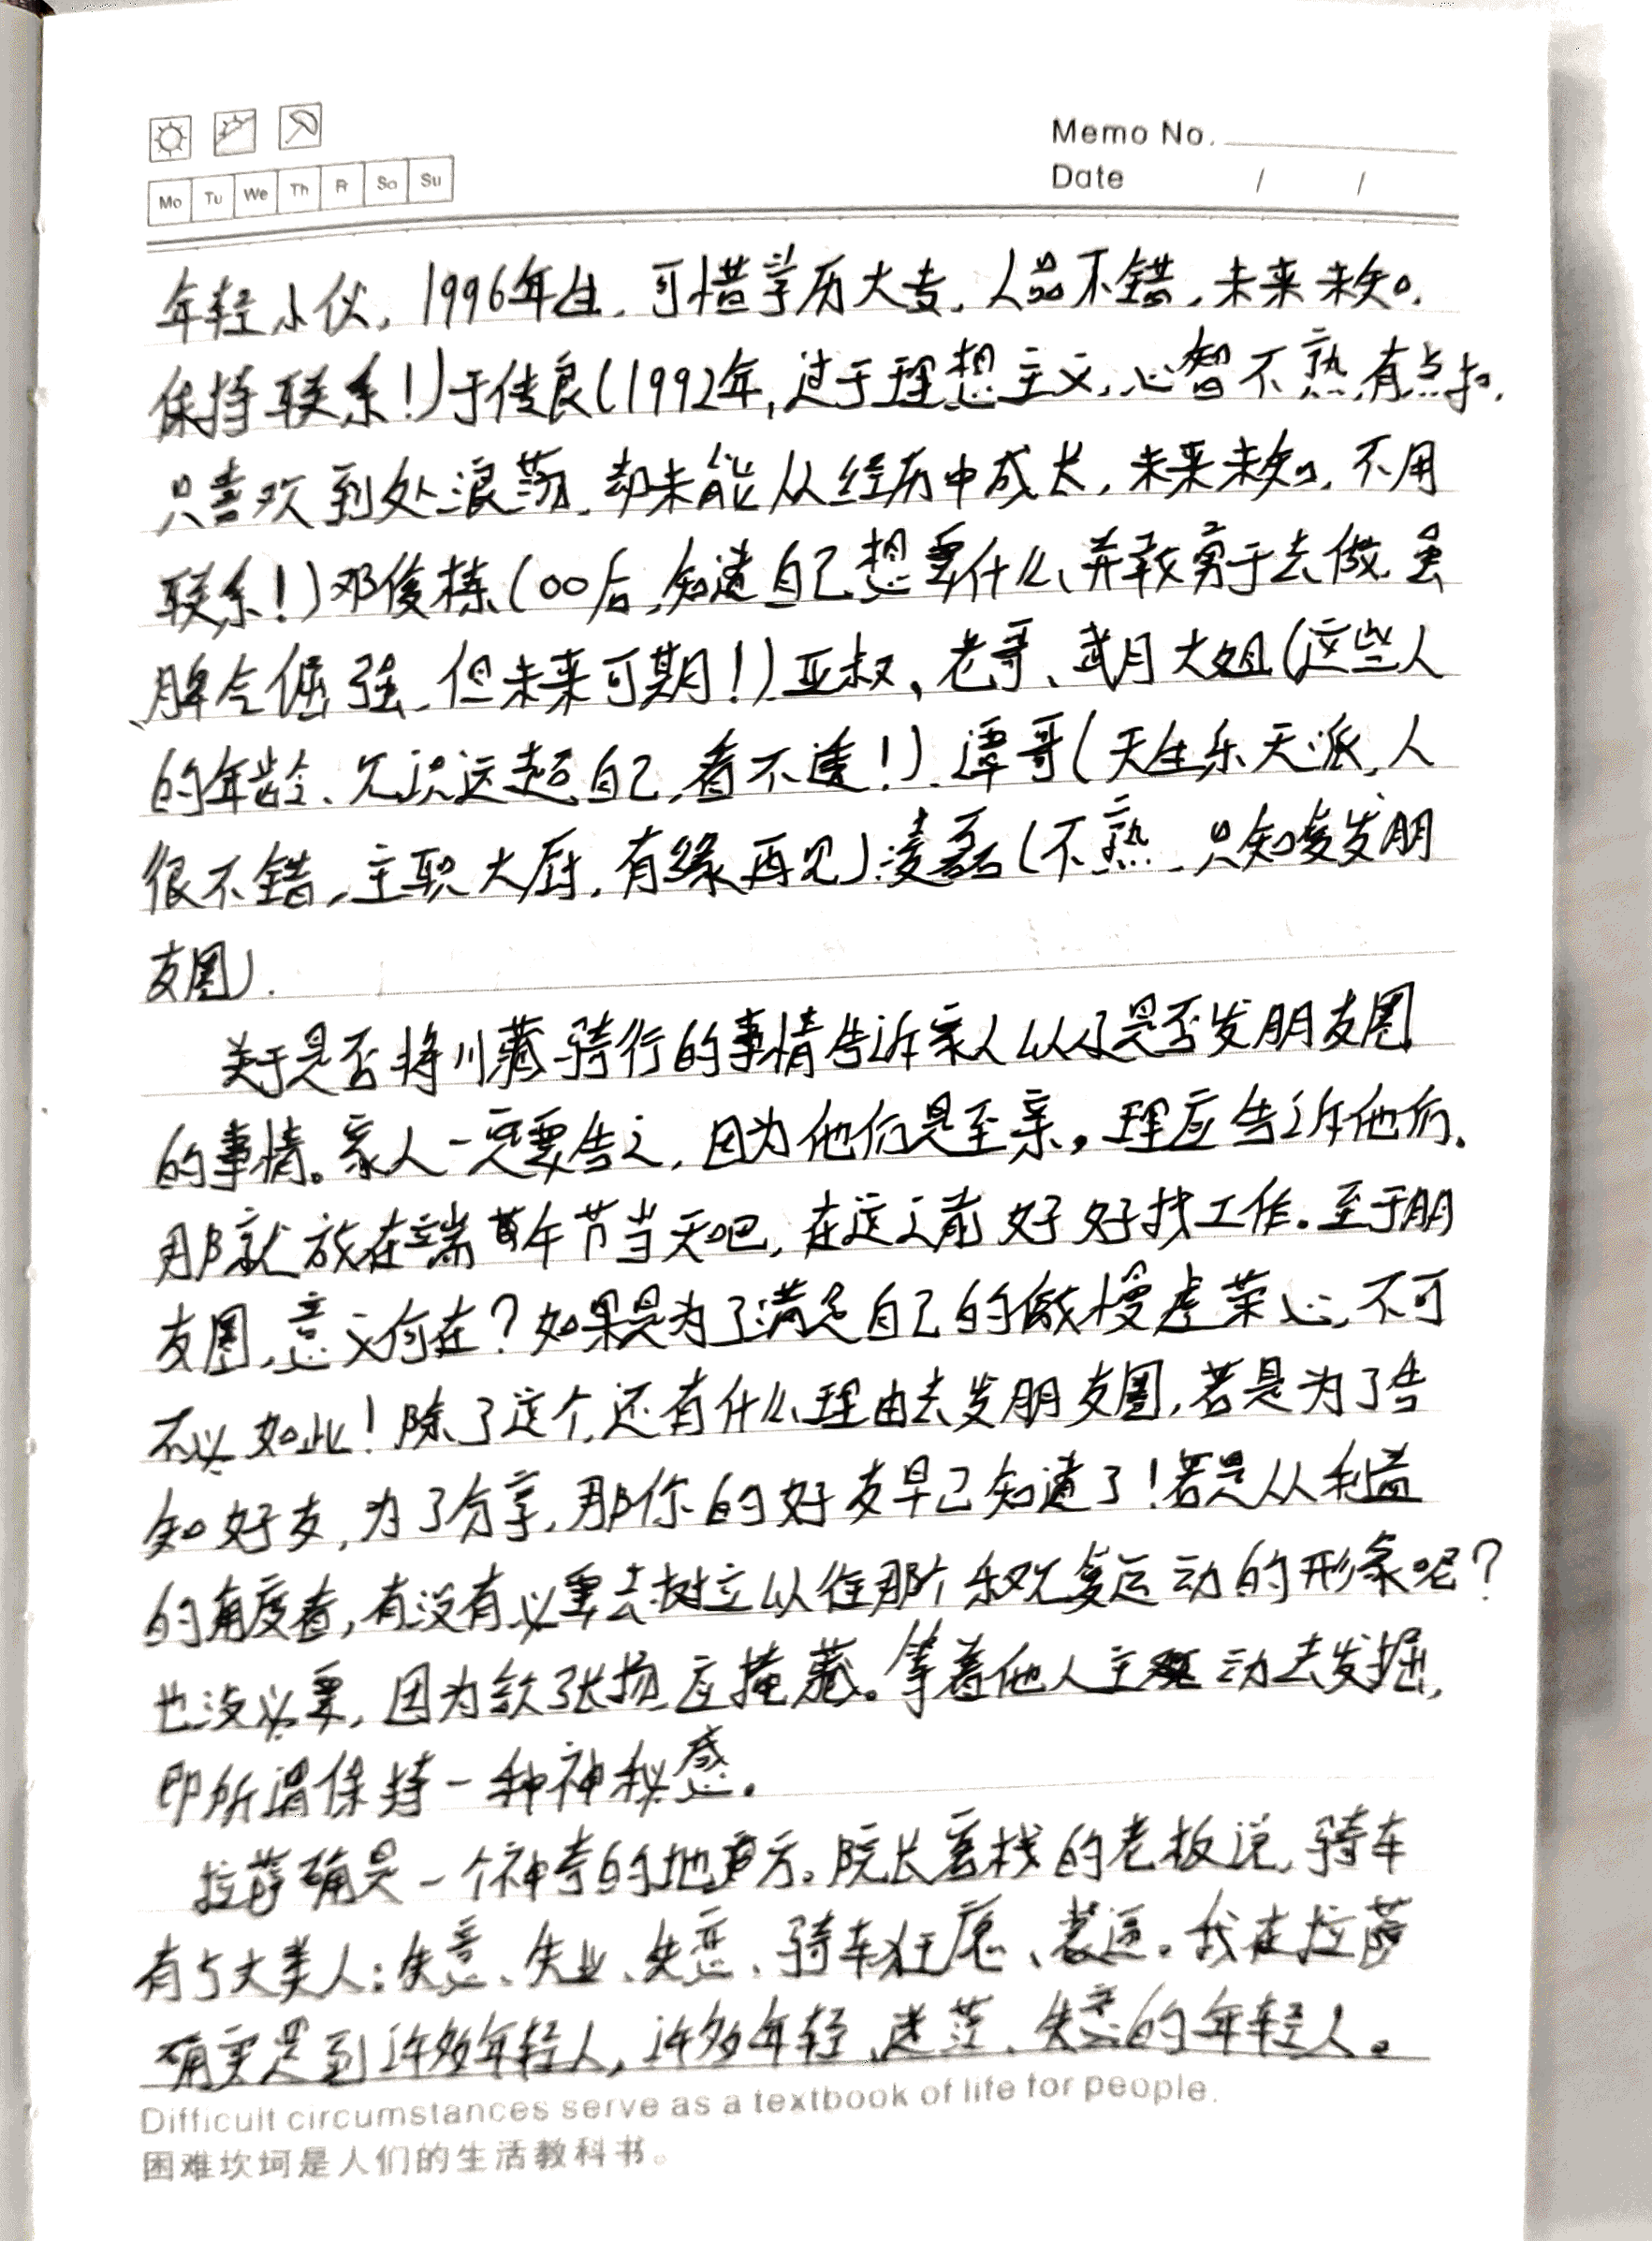 Memo No.
Mo Tu We Th Fr Sa Su
Date / /
年轻小伙,1996年生,可惜学历大专,人品不错,未来未知。
保持联系!)于传良(1992年,过于理想主义,心智不熟,有点
只喜欢到处浪荡,却未能从经历中成长,未来未知,不用
联系!)邓俊栋(00后,知道自己想要什么、并敢勇于去做,虽
脾气倔强,但未来可期!).亚叔、老哥、武月大姐(这些人
的年龄、见识远超自己,看不透!).谭哥(天生乐天派,人
很不错,主职大厨,有缘再见)凌磊(不熟,只知爱发朋
友圈).
关于是否将川藏骑行的事情告诉家人以及是否发朋友圈
的事情。家人一定要告之,因为他们是至亲,理应告诉他们.
那就放在端午节当天吧,在这之前好好找工作.至于朋
友圈,意义何在?如果是为了满足自己的傲慢虚荣心,不可
不必如此!除了这个,还有什么理由去发朋友圈,若是为了告
知好友,为了分享,那你的好友早已知道了!若是从利益
的角度看,有没有必要去树立以往那个乐观爱运动的形象呢?
也没必要,因为欲张扬应掩藏。等着他人主动去发掘,
即所谓保持一种神秘感.
拉萨确是一个神奇的地方。院长客栈的老板说,骑车
有5大类人:失意、失业、失恋、骑车狂魔、装逼。我在拉萨
确实是到许多年轻人,许多年轻、迷茫、失恋的年轻人。
Difficult circumstances serve as a textbook of life for people.
困难坎坷是人们的生活教科书。